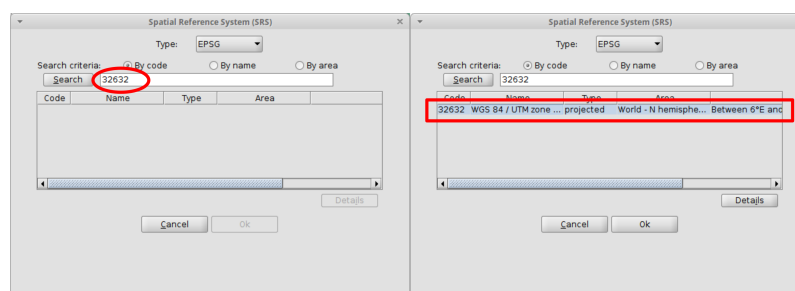 Spatial Reference System (SRS)
Type: EPSG
Search criteria: By code By name By area
Search 32632
Code Name Type Area
Details
Cancel Ok
Spatial Reference System (SRS)
Type: EPSG
Search criteria: By code By name By area
Search 32632
Code Name Type Area
32632 WGS 84 / UTM zone ... projected World - N hemisphe... Between 6°E and
Details
Cancel Ok